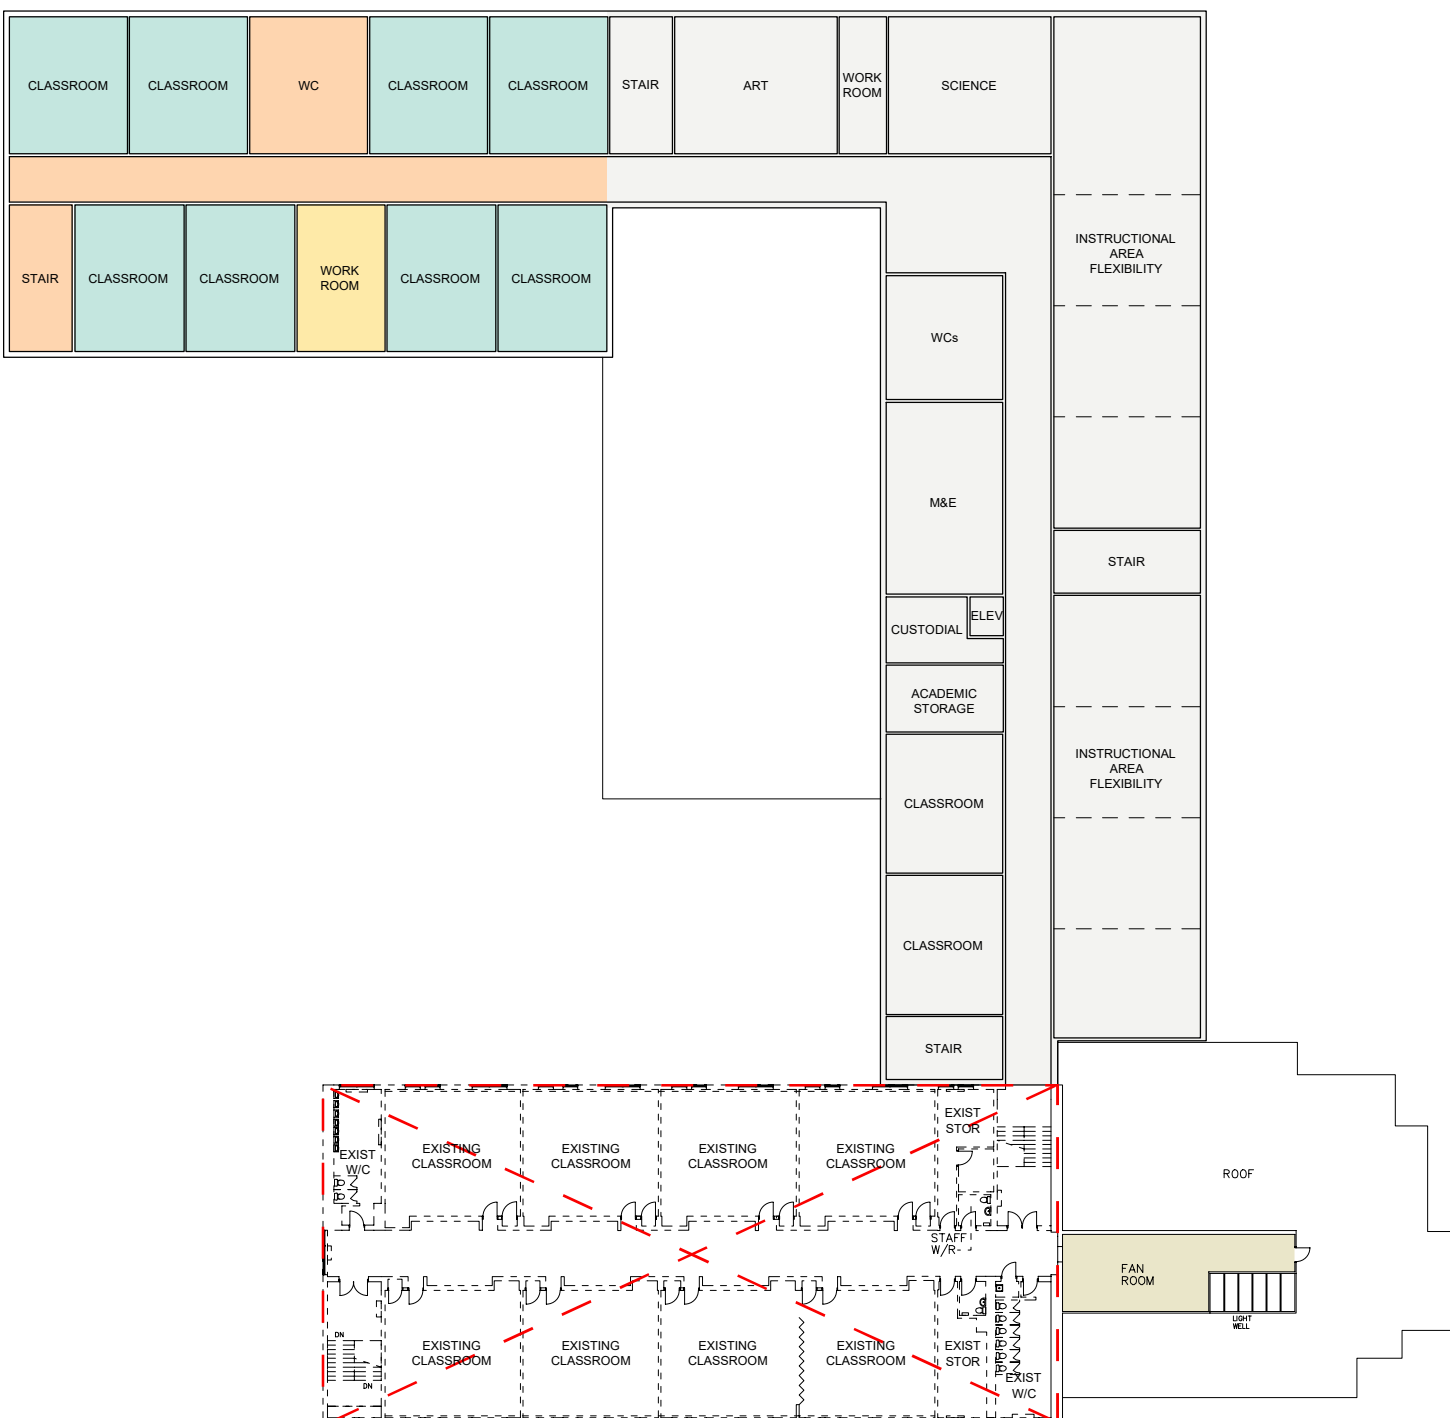 CLASSROOM
CLASSROOM
WC
CLASSROOM
CLASSROOM
STAIR
ART
WORK
ROOM
SCIENCE
INSTRUCTIONAL
AREA
FLEXIBILITY
STAIR
CLASSROOM
CLASSROOM
WORK
ROOM
CLASSROOM
CLASSROOM
WCs
M&E
STAIR
CUSTODIAL
ELEV
ACADEMIC
STORAGE
INSTRUCTIONAL
AREA
FLEXIBILITY
CLASSROOM
CLASSROOM
STAIR
EXIST
W/C
EXISTING
CLASSROOM
EXISTING
CLASSROOM
EXISTING
CLASSROOM
EXISTING
CLASSROOM
EXIST
STOR
ROOF
STAFF
W/R
FAN
ROOM
LIGHT
WELL
DN
DN
EXISTING
CLASSROOM
EXISTING
CLASSROOM
EXISTING
CLASSROOM
EXISTING
CLASSROOM
EXIST
STOR
EXIST
W/C